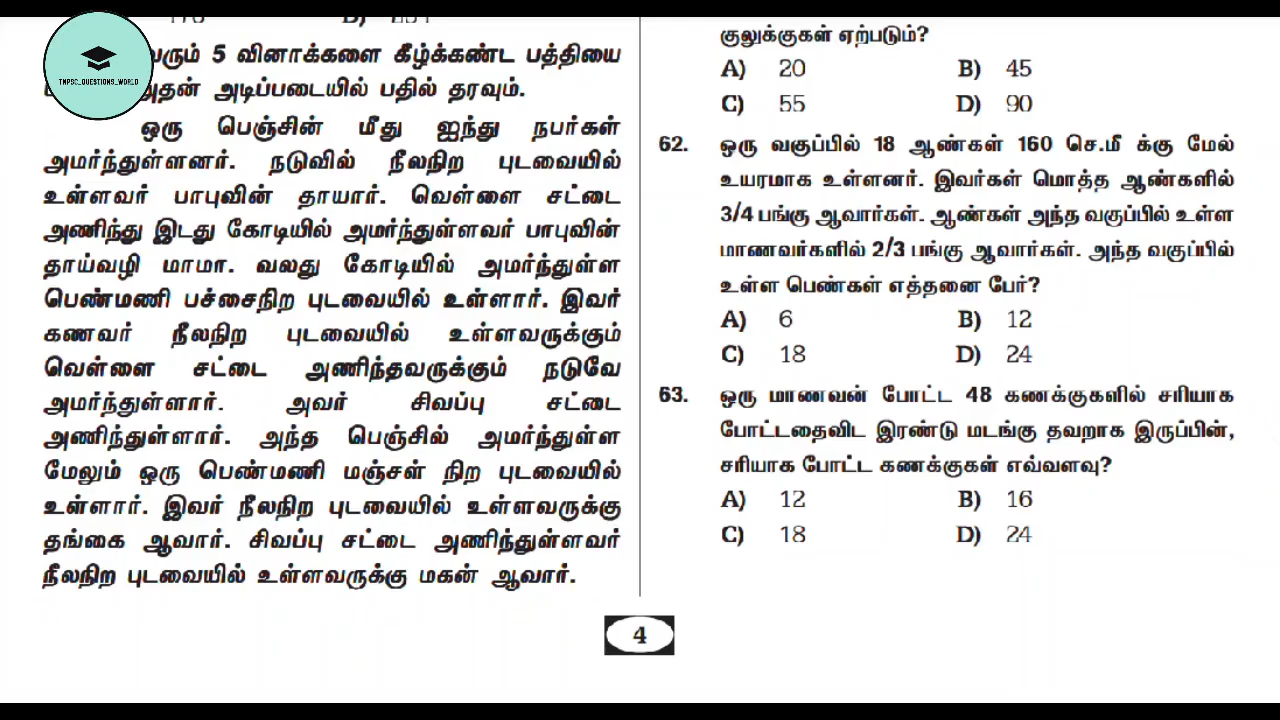 TNPSC_QUESTIONS_WORLD
வரும் 5 வினாக்களை கீழ்க்கண்ட பத்தியை
அடிப்படையில் பதில் தரவும்.
ஒரு பெஞ்சின் மீது ஐந்து நபர்கள்
அமர்ந்துள்ளனர். நடுவில் நீலநிற புடவையில்
உள்ளவர் பாபுவின் தாயார். வெள்ளை சட்டை
அணிந்து இடது கோடியில் அமர்ந்துள்ளவர் பாபுவின்
தாய்வழி மாமா. வலது கோடியில் அமர்ந்துள்ள
பெண்மணி பச்சைநிற புடவையில் உள்ளார். இவர்
கணவர் நீலநிற புடவையில் உள்ளவருக்கும்
வெள்ளை சட்டை அணிந்தவருக்கும் நடுவே
அமர்ந்துள்ளார். அவர் சிவப்பு சட்டை
அணிந்துள்ளார். அந்த பெஞ்சில் அமர்ந்துள்ள
மேலும் ஒரு பெண்மணி மஞ்சள் நிற புடவையில்
உள்ளார். இவர் நீலநிற புடவையில் உள்ளவருக்கு
தங்கை ஆவார். சிவப்பு சட்டை அணிந்துள்ளவர்
நீலநிற புடவையில் உள்ளவருக்கு மகன் ஆவார்.
குலுக்குகள் ஏற்படும்?
A) 20 B) 45
C) 55 D) 90
62. ஒரு வகுப்பில் 18 ஆண்கள் 160 செ.மீ க்கு மேல்
உயரமாக உள்ளனர். இவர்கள் மொத்த ஆண்களில்
3/4 பங்கு ஆவார்கள். ஆண்கள் அந்த வகுப்பில் உள்ள
மாணவர்களில் 2/3 பங்கு ஆவார்கள். அந்த வகுப்பில்
உள்ள பெண்கள் எத்தனை பேர்?
A) 6 B) 12
C) 18 D) 24
63. ஒரு மாணவன் போட்ட 48 கணக்குகளில் சரியாக
போட்டதைவிட இரண்டு மடங்கு தவறாக இருப்பின்,
சரியாக போட்ட கணக்குகள் எவ்வளவு?
A) 12 B) 16
C) 18 D) 24
4